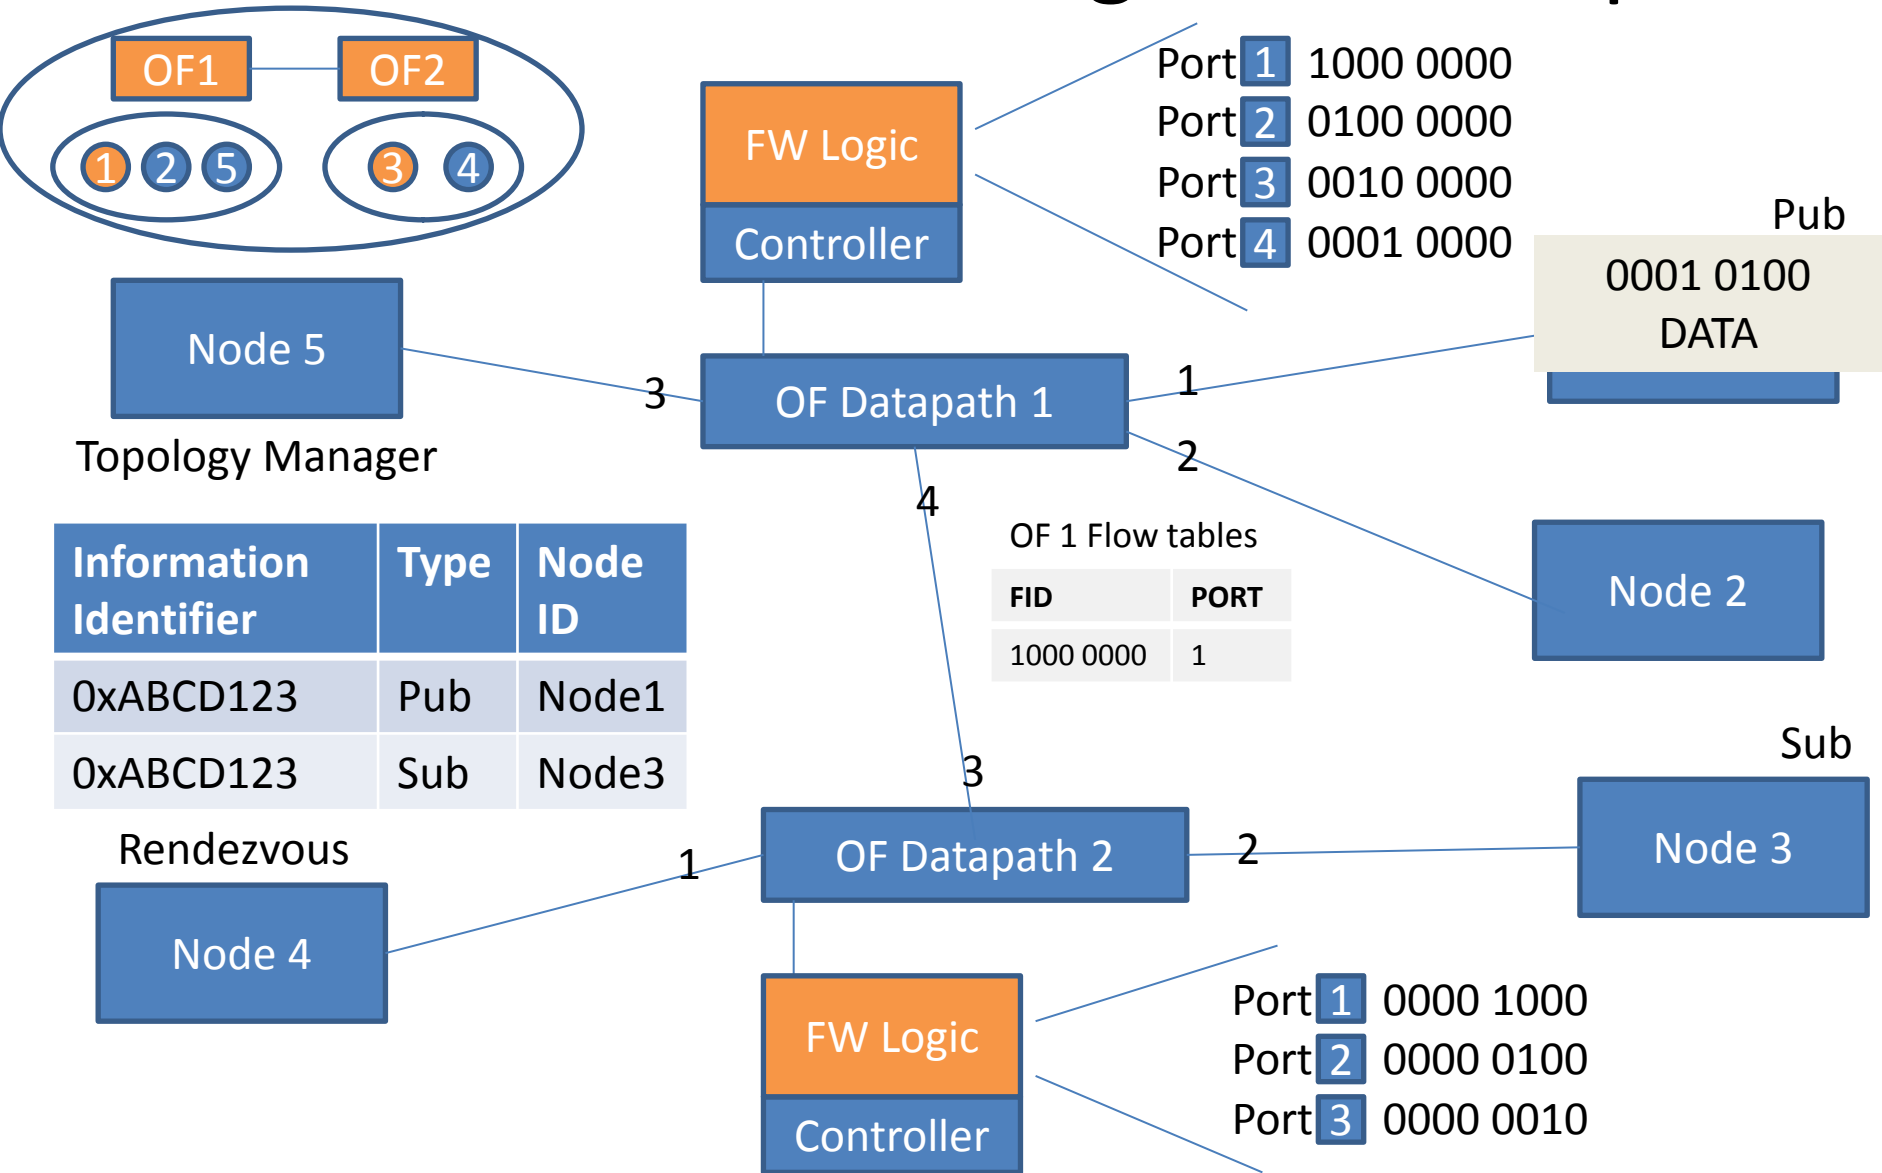 OF1 OF2
1 2 5 3 4
FW Logic
Controller
Port 1 1000 0000
Port 2 0100 0000
Port 3 0010 0000
Port 4 0001 0000
Pub
0001 0100
DATA
Node 5
Topology Manager
3
OF Datapath 1
1
2
4
OF 1 Flow tables
FID PORT
1000 0000 1
Node 2
Information Identifier Type Node ID
0xABCD123 Pub Node1
0xABCD123 Sub Node3
Rendezvous
Node 4
1
3
OF Datapath 2
2
Sub
Node 3
FW Logic
Controller
Port 1 0000 1000
Port 2 0000 0100
Port 3 0000 0010